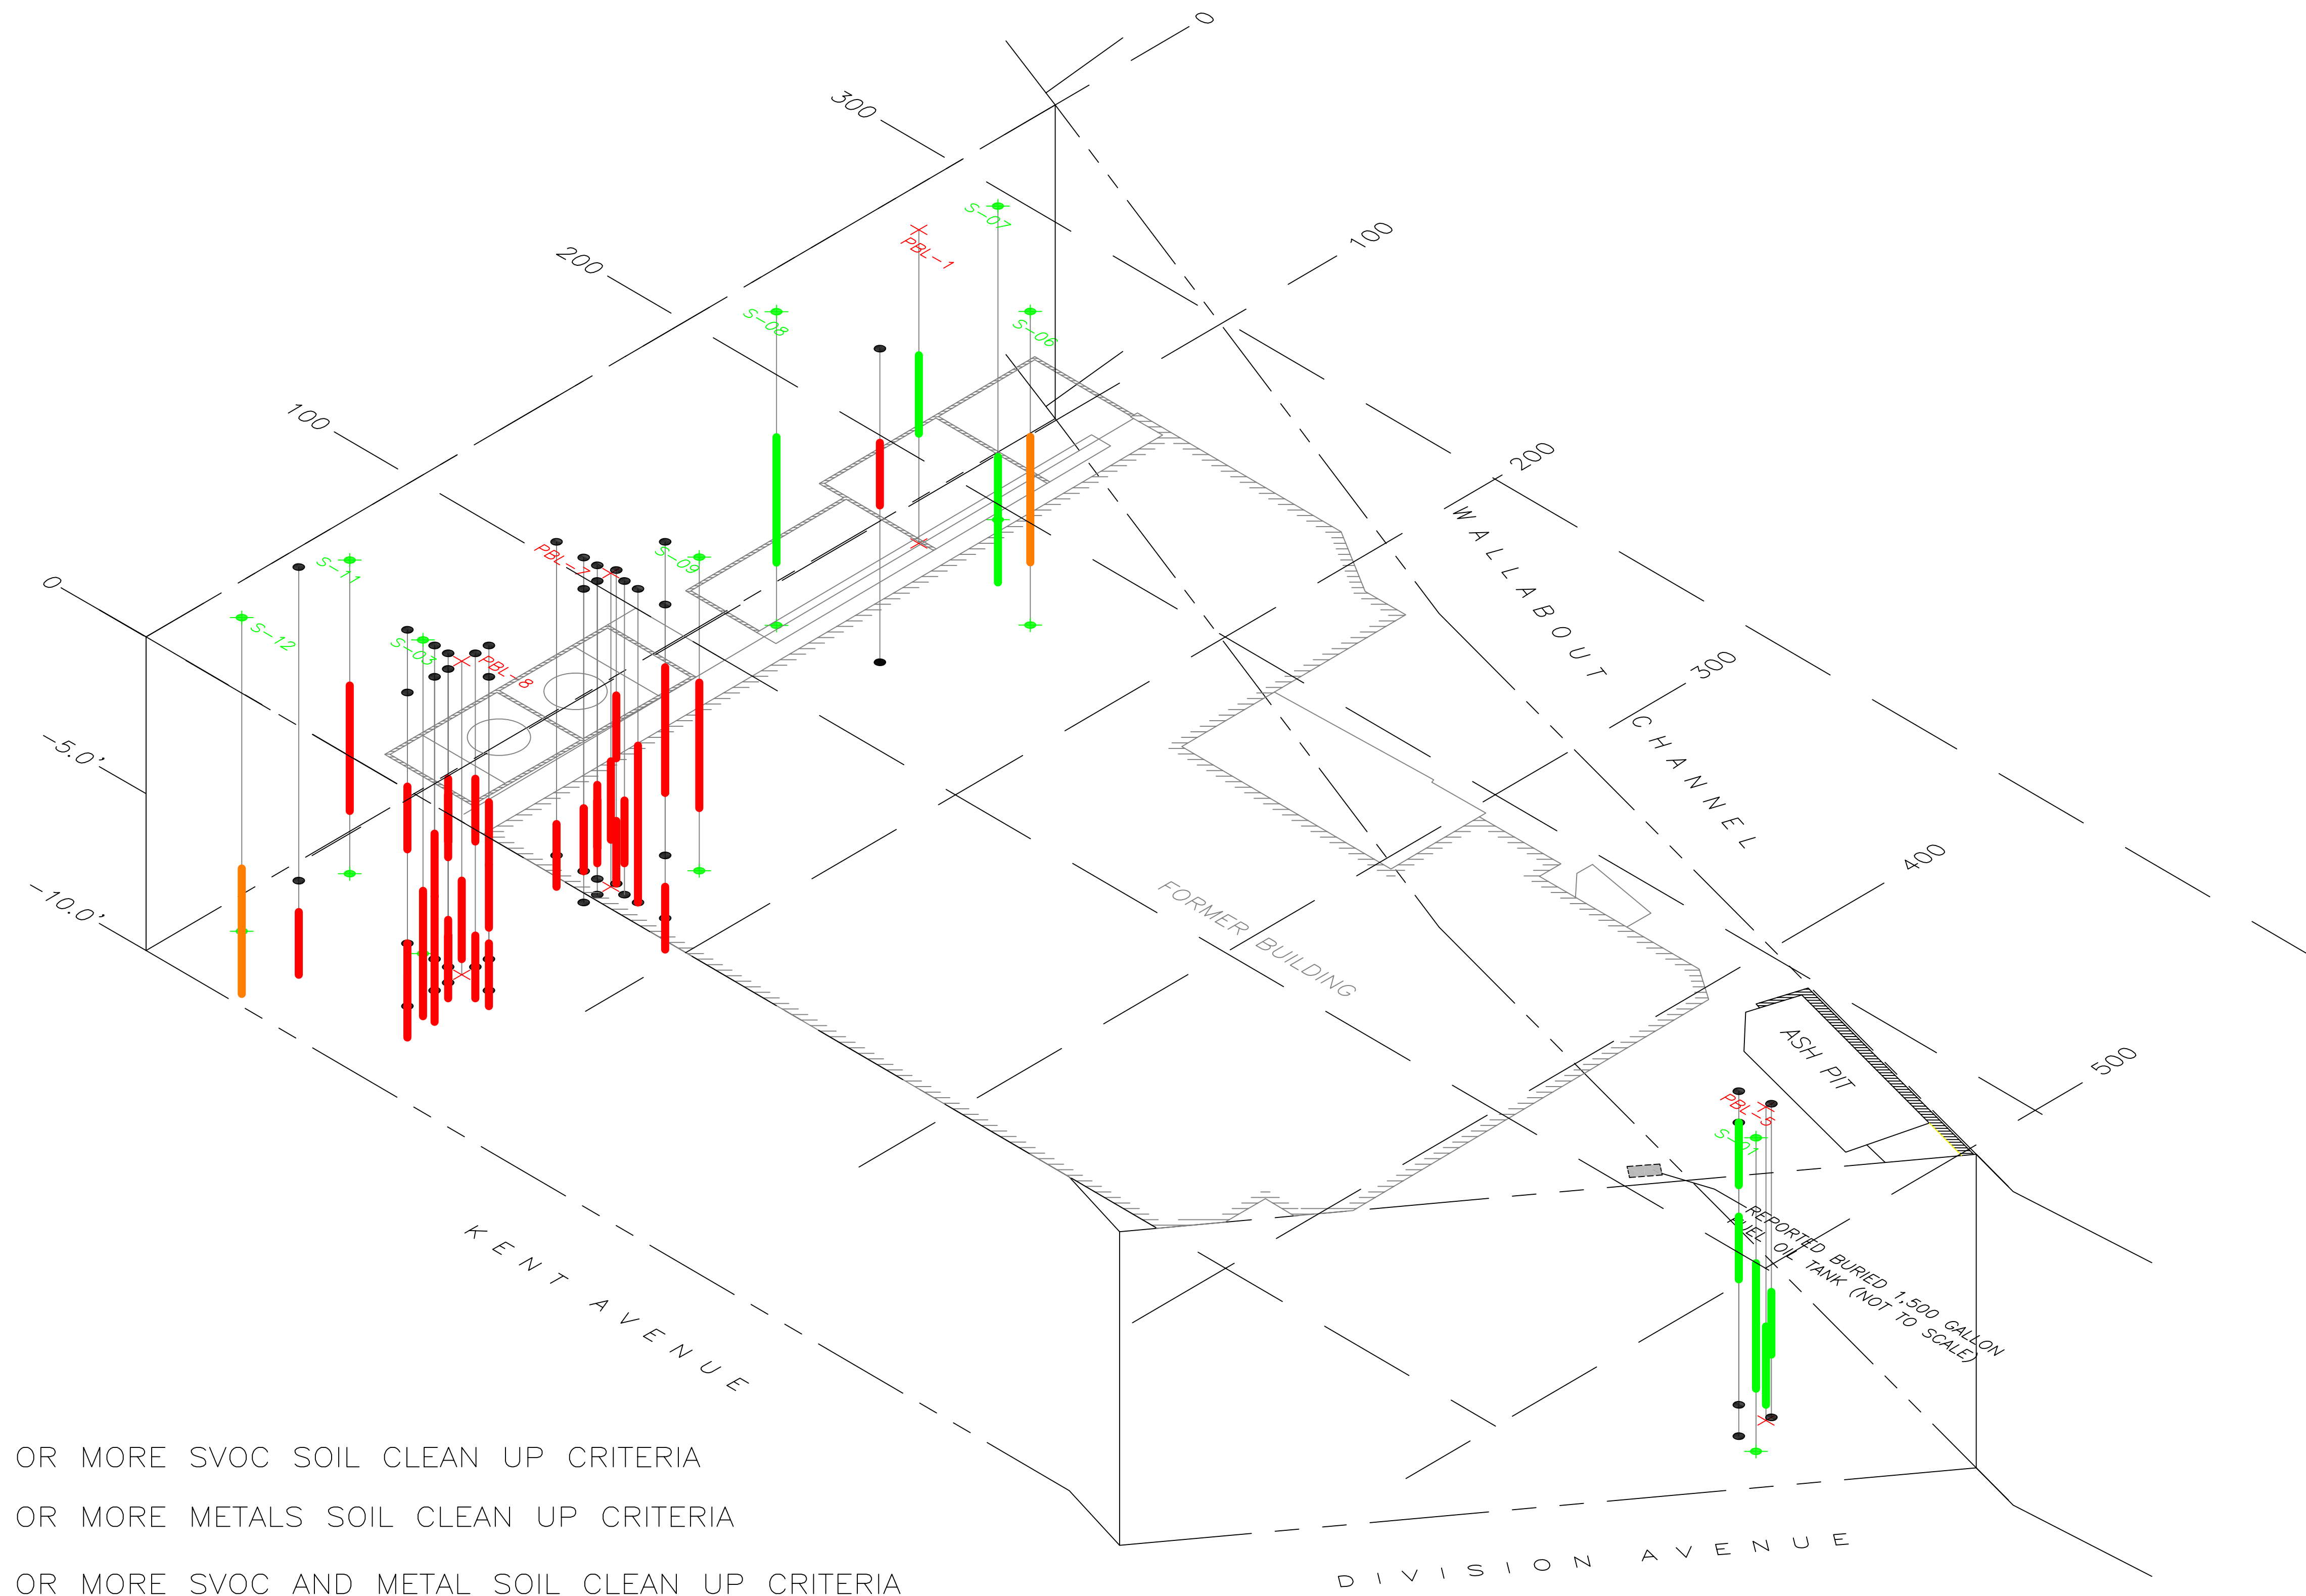 0
300
S-07
PBL-1
100
200
S-08
S-06
100
200
WALLABOUT CHANNEL
S-11
0
PBL-7
S-09
S-12
S-03
PBL-8
300
-5.0'
400
-10.0'
FORMER BUILDING
ASH PIT
500
PBL-5
S-01
REPORTED BURIED 1,500 GALLON
FUEL OIL TANK (NOT TO SCALE)
KENT AVENUE
OR MORE SVOC SOIL CLEAN UP CRITERIA
OR MORE METALS SOIL CLEAN UP CRITERIA
DIVISION AVENUE
OR MORE SVOC AND METAL SOIL CLEAN UP CRITERIA